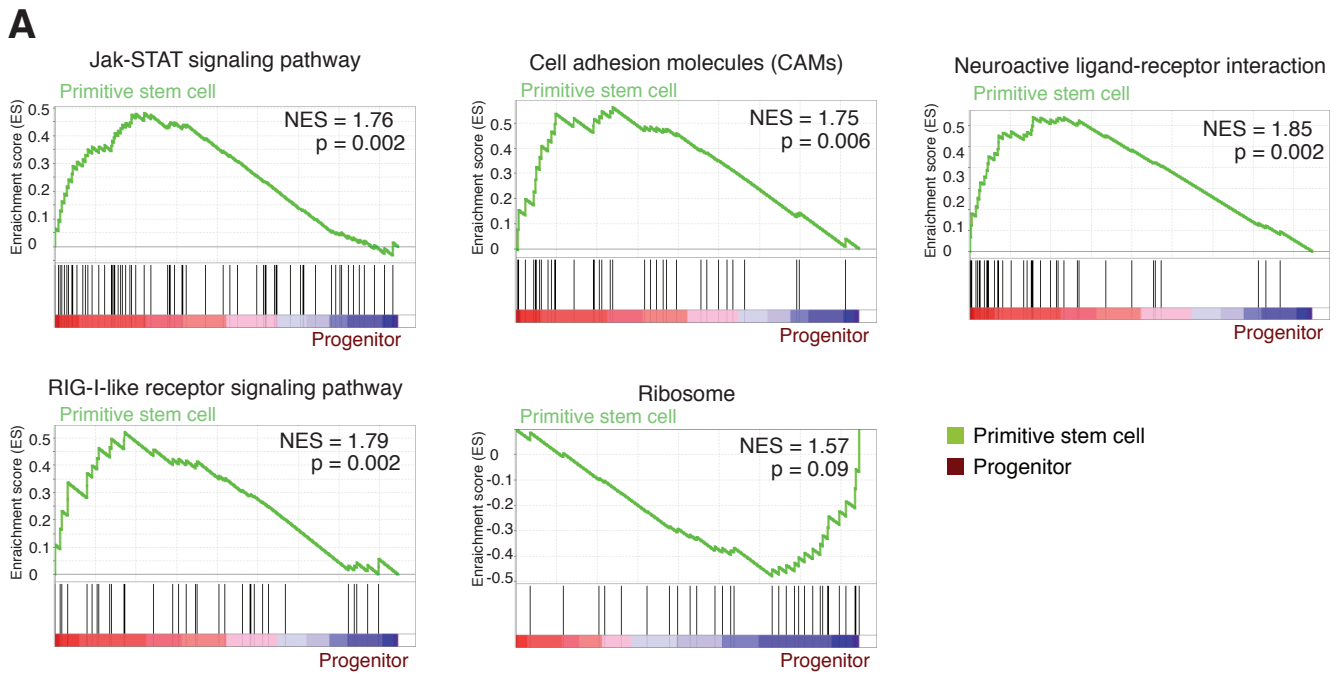 A
Jak-STAT signaling pathway
Primitive stem cell
Enraichment score (ES)
0.5
0.4
0.3
0.2
0.1
0
NES = 1.76
p = 0.002
Progenitor
Cell adhesion molecules (CAMs)
Primitive stem cell
Enraichment score (ES)
0.5
0.4
0.3
0.2
0.1
0
NES = 1.75
p = 0.006
Progenitor
Neuroactive ligand-receptor interaction
Primitive stem cell
Enraichment score (ES)
0.5
0.4
0.3
0.2
0.1
0
NES = 1.85
p = 0.002
Progenitor
RIG-I-like receptor signaling pathway
Primitive stem cell
Enraichment score (ES)
0.5
0.4
0.3
0.2
0.1
0
NES = 1.79
p = 0.002
Progenitor
Ribosome
Primitive stem cell
Enraichment score (ES)
0
-0.1
-0.2
-0.3
-0.4
-0.5
NES = 1.57
p = 0.09
Progenitor
Primitive stem cell
Progenitor